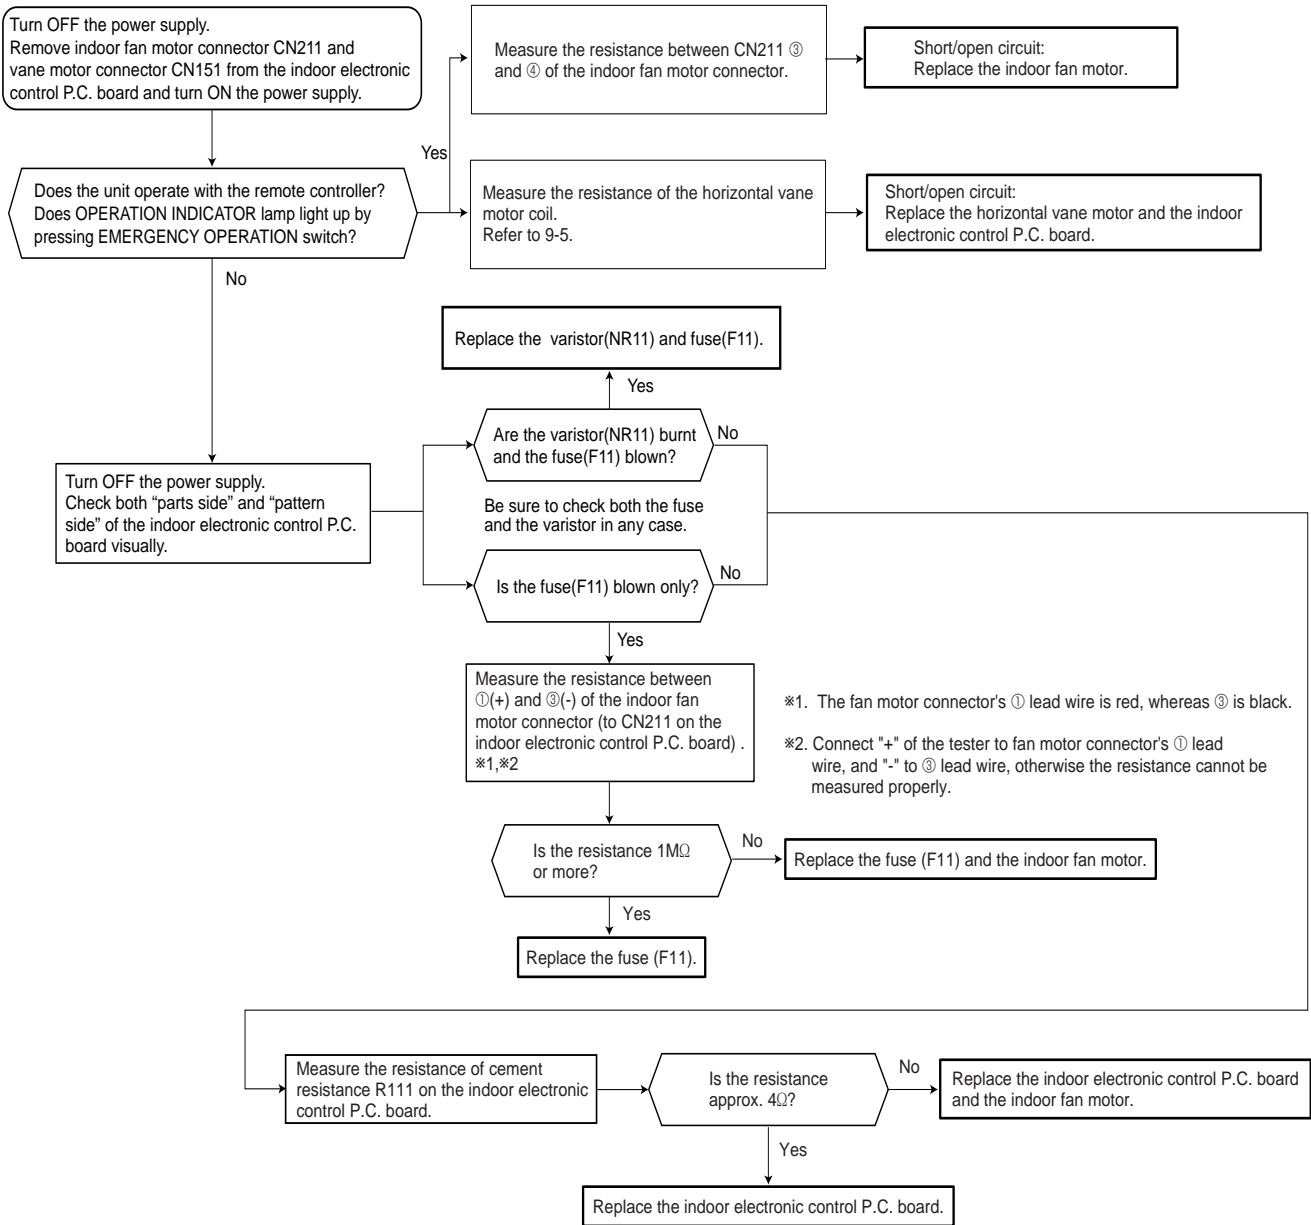 Turn OFF the power supply.
Remove indoor fan motor connector CN211 and
vane motor connector CN151 from the indoor electronic
control P.C. board and turn ON the power supply.
Measure the resistance between CN211 ③
and ④ of the indoor fan motor connector.
Short/open circuit:
Replace the indoor fan motor.
Yes
Does the unit operate with the remote controller?
Does OPERATION INDICATOR lamp light up by
pressing EMERGENCY OPERATION switch?
Measure the resistance of the horizontal vane
motor coil.
Refer to 9-5.
Short/open circuit:
Replace the horizontal vane motor and the indoor
electronic control P.C. board.
No
Replace the varistor(NR11) and fuse(F11).
Yes
Are the varistor(NR11) burnt
and the fuse(F11) blown?
No
Turn OFF the power supply.
Check both “parts side” and “pattern
side” of the indoor electronic control P.C.
board visually.
Be sure to check both the fuse
and the varistor in any case.
Is the fuse(F11) blown only?
No
Yes
Measure the resistance between
①(+) and ③(-) of the indoor fan
motor connector (to CN211 on the
indoor electronic control P.C. board) .
※1,※2
※1. The fan motor connector's ① lead wire is red, whereas ③ is black.
※2. Connect "+" of the tester to fan motor connector's ① lead
wire, and "-" to ③ lead wire, otherwise the resistance cannot be
measured properly.
Is the resistance 1MΩ
or more?
No
Replace the fuse (F11) and the indoor fan motor.
Yes
Replace the fuse (F11).
Measure the resistance of cement
resistance R111 on the indoor electronic
control P.C. board.
Is the resistance
approx. 4Ω?
No
Replace the indoor electronic control P.C. board
and the indoor fan motor.
Yes
Replace the indoor electronic control P.C. board.